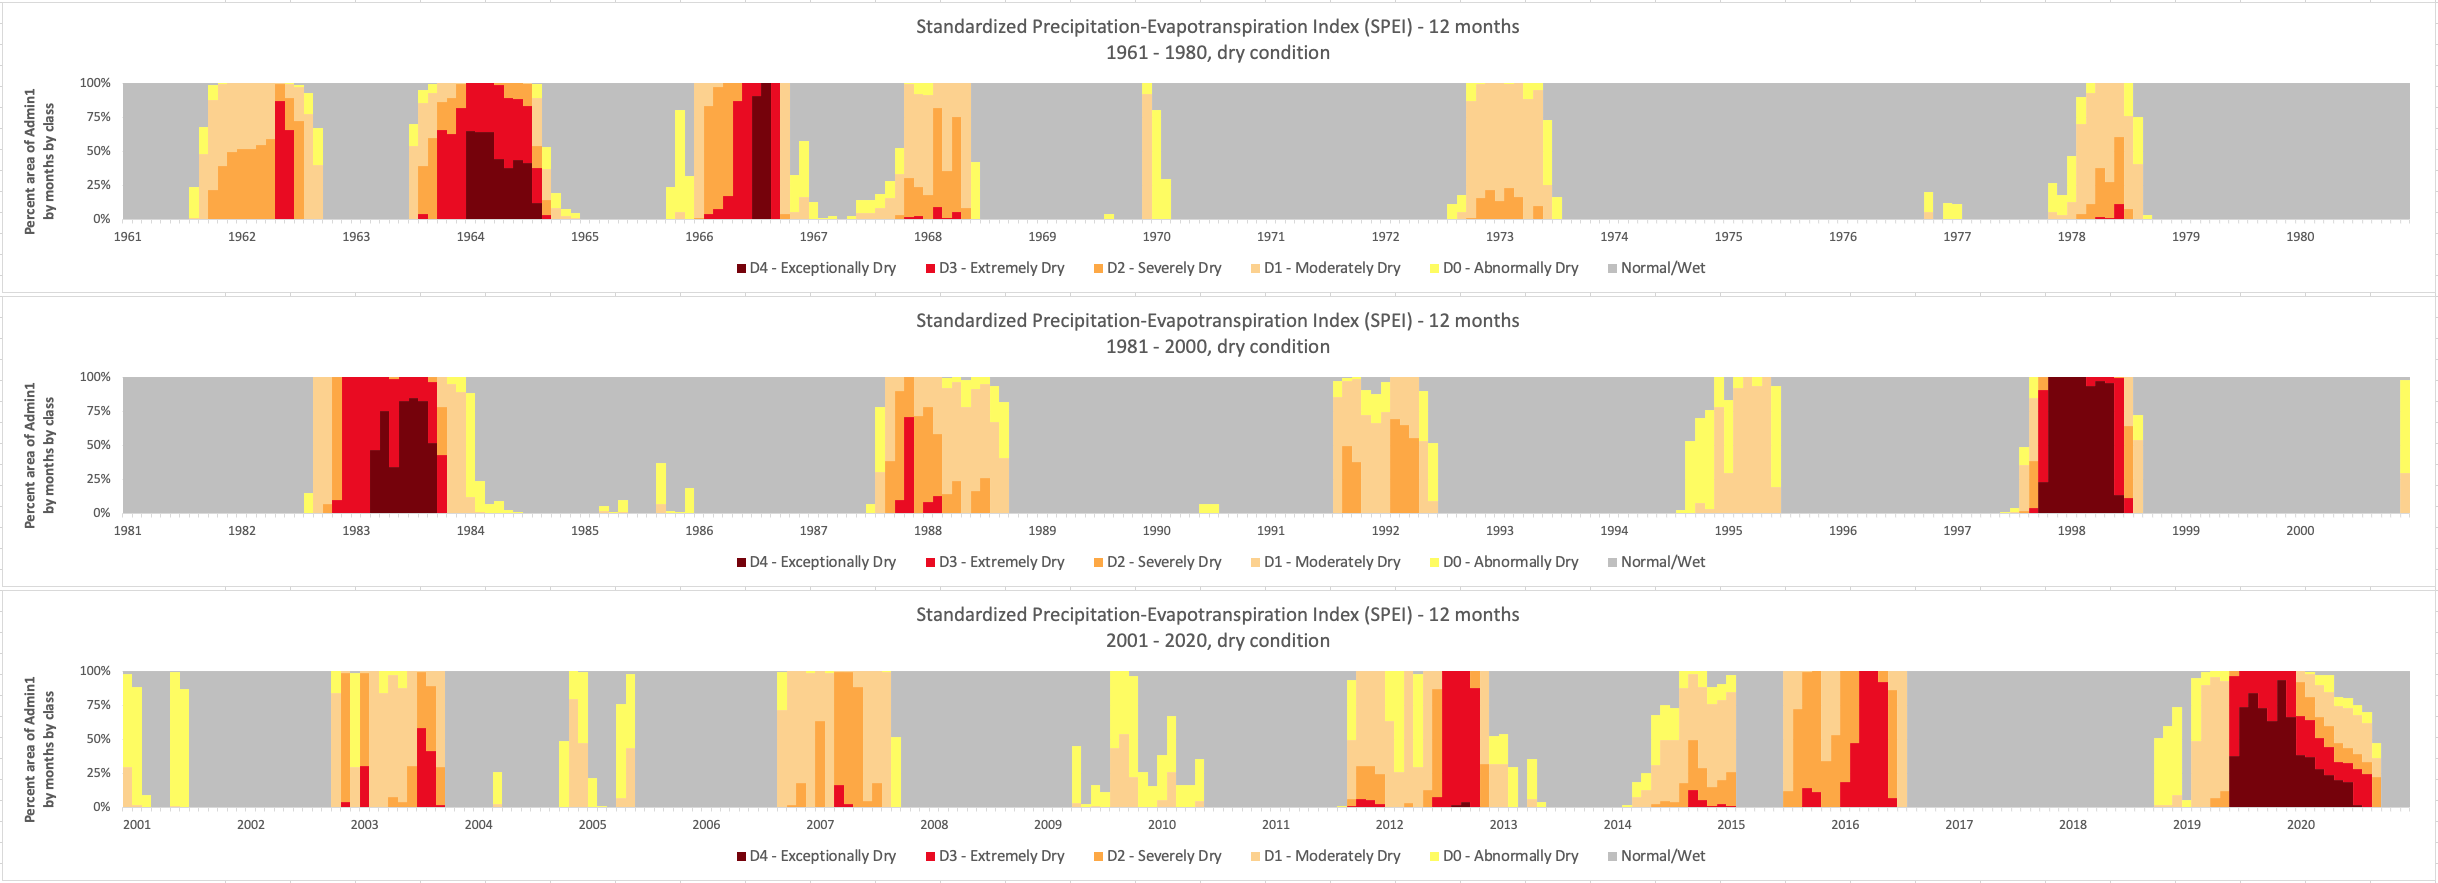 Standardized Precipitation-Evapotranspiration Index (SPEI) - 12 months
1961 - 1980, dry condition
Percent area of Admin1
by months by class
100%
75%
50%
25%
0%
1961 1962 1963 1964 1965 1966 1967 1968 1969 1970 1971 1972 1973 1974 1975 1976 1977 1978 1979 1980
D4 - Exceptionally Dry D3 - Extremely Dry D2 - Severely Dry D1 - Moderately Dry D0 - Abnormally Dry Normal/Wet
Standardized Precipitation-Evapotranspiration Index (SPEI) - 12 months
1981 - 2000, dry condition
Percent area of Admin1
by months by class
100%
75%
50%
25%
0%
1981 1982 1983 1984 1985 1986 1987 1988 1989 1990 1991 1992 1993 1994 1995 1996 1997 1998 1999 2000
D4 - Exceptionally Dry D3 - Extremely Dry D2 - Severely Dry D1 - Moderately Dry D0 - Abnormally Dry Normal/Wet
Standardized Precipitation-Evapotranspiration Index (SPEI) - 12 months
2001 - 2020, dry condition
Percent area of Admin1
by months by class
100%
75%
50%
25%
0%
2001 2002 2003 2004 2005 2006 2007 2008 2009 2010 2011 2012 2013 2014 2015 2016 2017 2018 2019 2020
D4 - Exceptionally Dry D3 - Extremely Dry D2 - Severely Dry D1 - Moderately Dry D0 - Abnormally Dry Normal/Wet